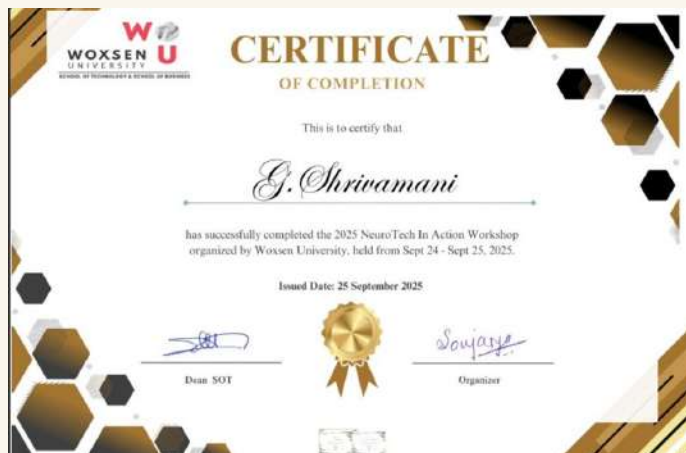 W
WOXSEN U
UNIVERSITY
SCHOOL OF TECHNOLOGY & SCHOOL OF BUSINESS
CERTIFICATE
OF COMPLETION
This is to certify that
G. Shrivamani
has successfully completed the 2025 NeuroTech In Action Workshop
organized by Woxsen University, held from Sept 24 - Sept 25, 2025.
Issued Date: 25 September 2025
Dean SOT
Organizer